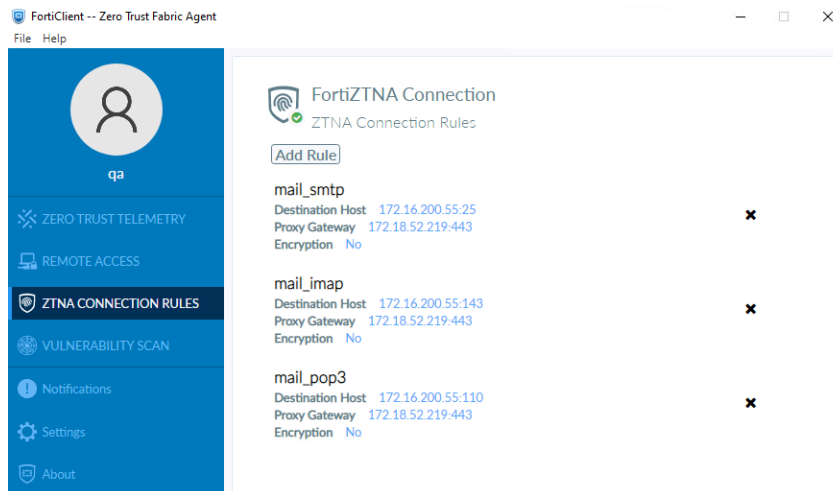 FortiClient -- Zero Trust Fabric Agent
File Help
qa
ZERO TRUST TELEMETRY
REMOTE ACCESS
ZTNA CONNECTION RULES
VULNERABILITY SCAN
Notifications
Settings
About
FortiZTNA Connection
ZTNA Connection Rules
Add Rule
mail_smtp
Destination Host 172.16.200.55:25
Proxy Gateway 172.18.52.219:443
Encryption No
mail_imap
Destination Host 172.16.200.55:143
Proxy Gateway 172.18.52.219:443
Encryption No
mail_pop3
Destination Host 172.16.200.55:110
Proxy Gateway 172.18.52.219:443
Encryption No